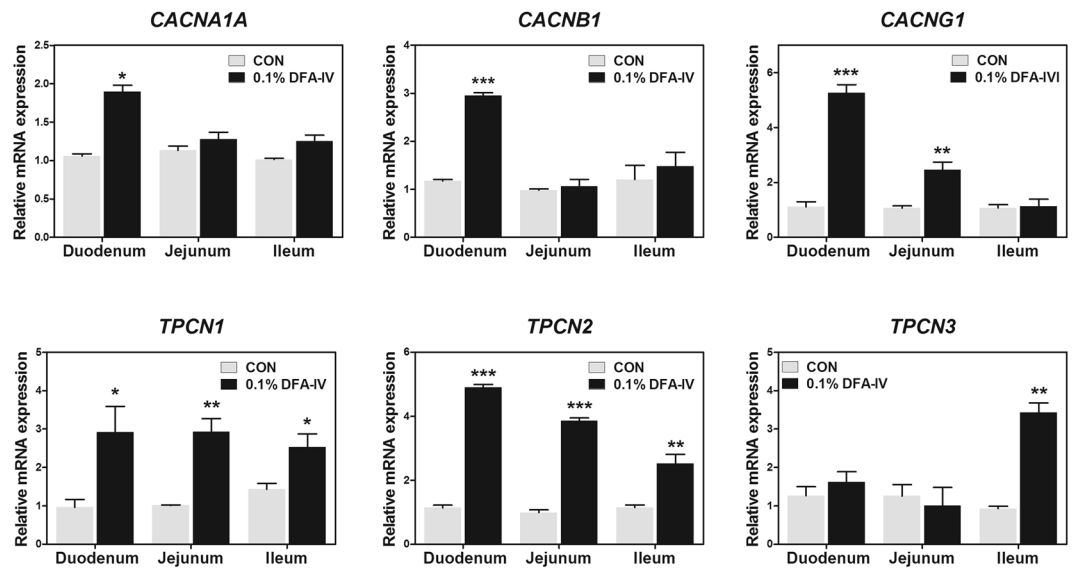 CACNA1A
Relative mRNA expression
2.5
2.0
1.5
1.0
0.5
0.0
CON
0.1% DFA-IV
*
Duodenum Jejunum Ileum
CACNB1
Relative mRNA expression
4
3
2
1
0
CON
0.1% DFA-IV
***
Duodenum Jejunum Ileum
CACNG1
Relative mRNA expression
6
4
2
0
CON
0.1% DFA-IVI
***
**
Duodenum Jejunum Ileum
TPCN1
Relative mRNA expression
5
4
3
2
1
0
CON
0.1% DFA-IV
* ** *
Duodenum Jejunum Ileum
TPCN2
Relative mRNA expression
6
4
2
0
CON
0.1% DFA-IV
***
***
**
Duodenum Jejunum Ileum
TPCN3
Relative mRNA expression
5
4
3
2
1
0
CON
0.1% DFA-IV
**
Duodenum Jejunum Ileum